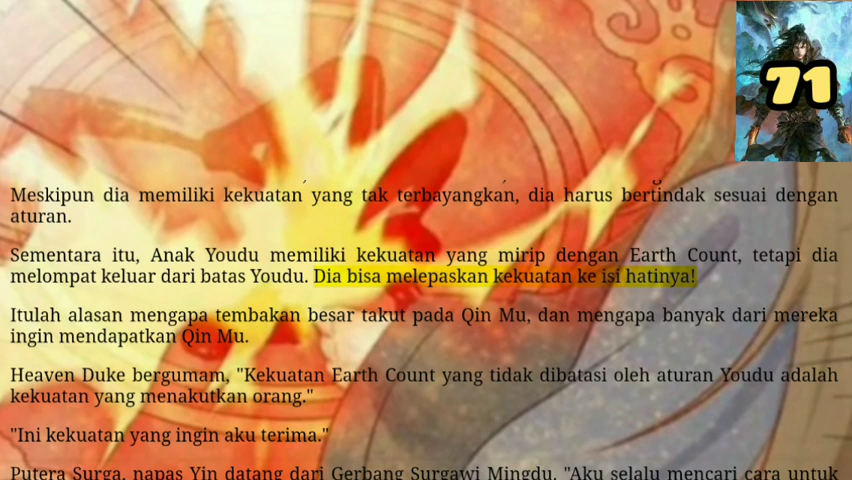 71
Meskipun dia memiliki kekuatan yang tak terbayangkan, dia harus bertindak sesuai dengan
aturan.
Sementara itu, Anak Youdu memiliki kekuatan yang mirip dengan Earth Count, tetapi dia
melompat keluar dari batas Youdu. Dia bisa melepaskan kekuatan ke isi hatinya!
Itulah alasan mengapa tembakan besar takut pada Qin Mu, dan mengapa banyak dari mereka
ingin mendapatkan Qin Mu.
Heaven Duke bergumam, "Kekuatan Earth Count yang tidak dibatasi oleh aturan Youdu adalah
kekuatan yang menakutkan orang."
"Ini kekuatan yang ingin aku terima."
Putera Surga, napas Yin datang dari Gerbang Surgawi Mingdu, "Aku selalu mencari cara untuk